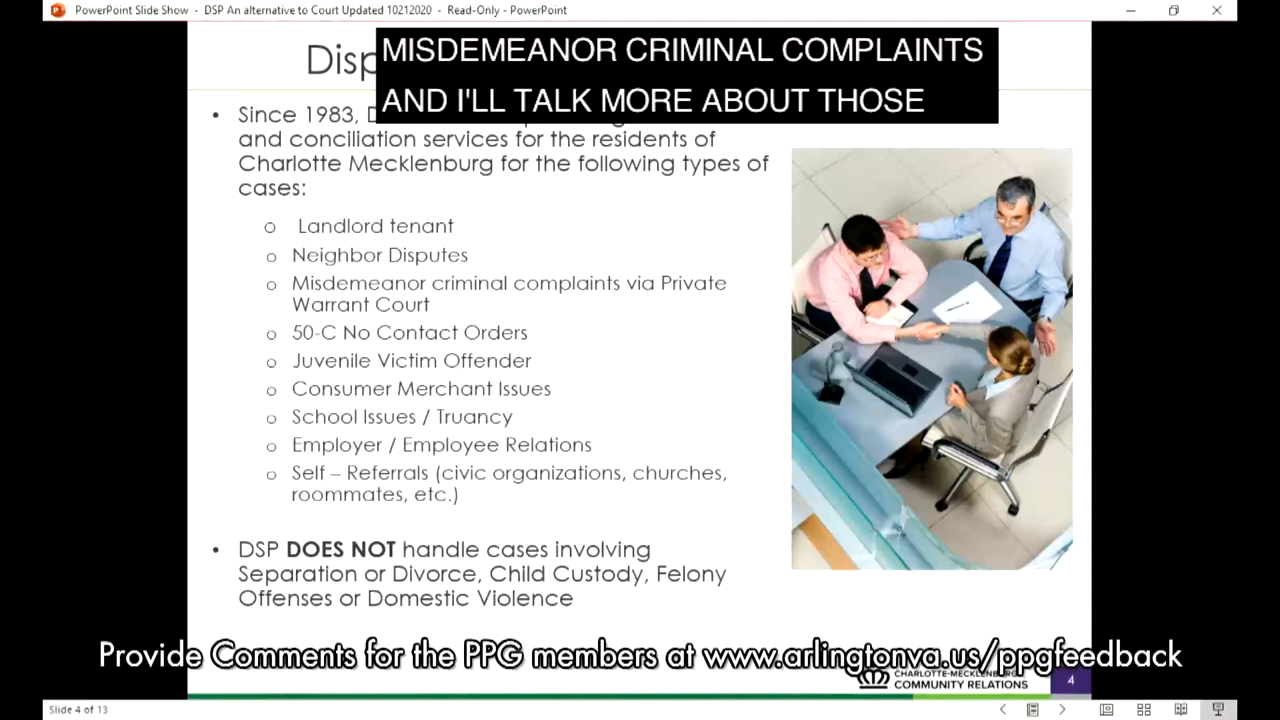 PowerPoint Slide Show - DSP An alternative to Court Updated 10212020 - Read-Only - PowerPoint
MISDEMEANOR CRIMINAL COMPLAINTS
AND I'LL TALK MORE ABOUT THOSE
• Since 1983,
and conciliation services for the residents of
Charlotte Mecklenburg for the following types of
cases:
o Landlord tenant
o Neighbor Disputes
o Misdemeanor criminal complaints via Private
Warrant Court
o 50-C No Contact Orders
o Juvenile Victim Offender
o Consumer Merchant Issues
o School Issues / Truancy
o Employer / Employee Relations
o Self – Referrals (civic organizations, churches,
roommates, etc.)
• DSP DOES NOT handle cases involving
Separation or Divorce, Child Custody, Felony
Offenses or Domestic Violence
Provide Comments for the PPG members at www.arlingtonva.us/ppgfeedback
COMMUNITY RELATIONS
4
Slide 4 of 13